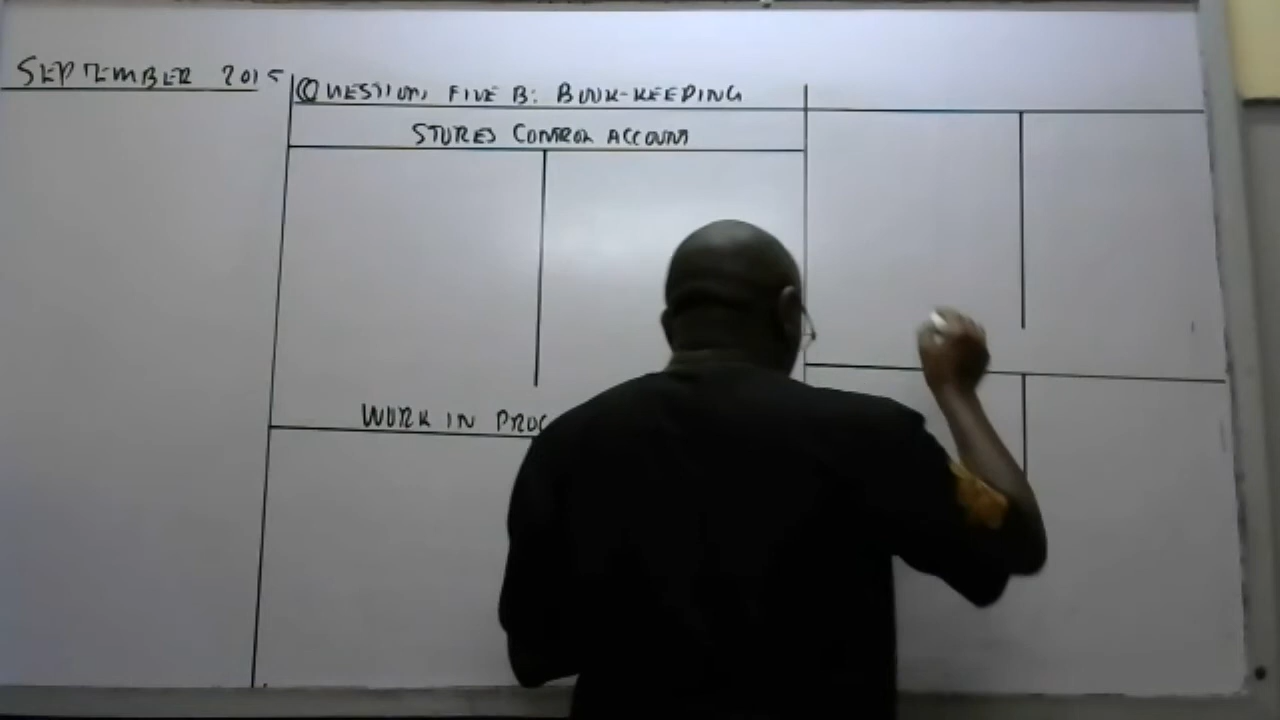 SEPTEMBER 2015
QUESTION FIVE B: BOOK-KEEPING
STORES CONTROL ACCOUNT
WORK IN